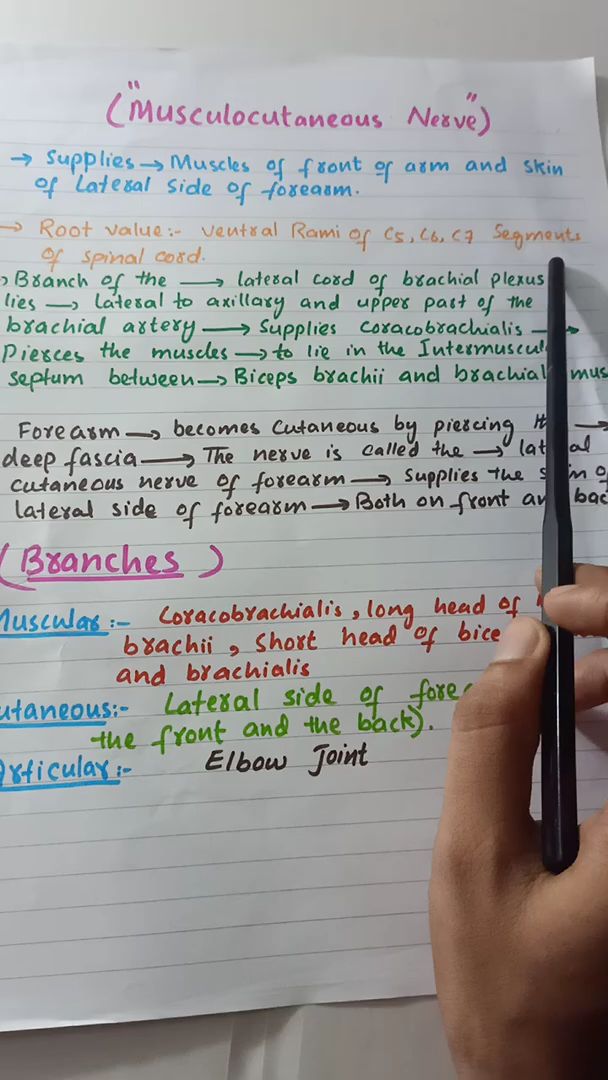 ("Musculocutaneous Nerve")
→ Supplies → Muscles of front of arm and skin
of Lateral side of forearm.
→ Root value:- ventral Rami of C5, C6, C7 Segments
of spinal cord.
Branch of the → lateral cord of brachial plexus
lies → lateral to axillary and upper part of the
brachial artery → Supplies coracobrachialis →
Pierces the muscles → to lie in the
septum between → Biceps brachii and
Forearm → becomes cutaneous by piercing →
deep fascia → The nerve is called the →
cutaneous nerve of forearm → Supplies the of
lateral side of forearm → Both on front
(Branches)
Muscular:- Coracobrachialis, long head of
brachii, Short head of
and brachialis
Lateral side of
the front and the back).
Elbow Joint